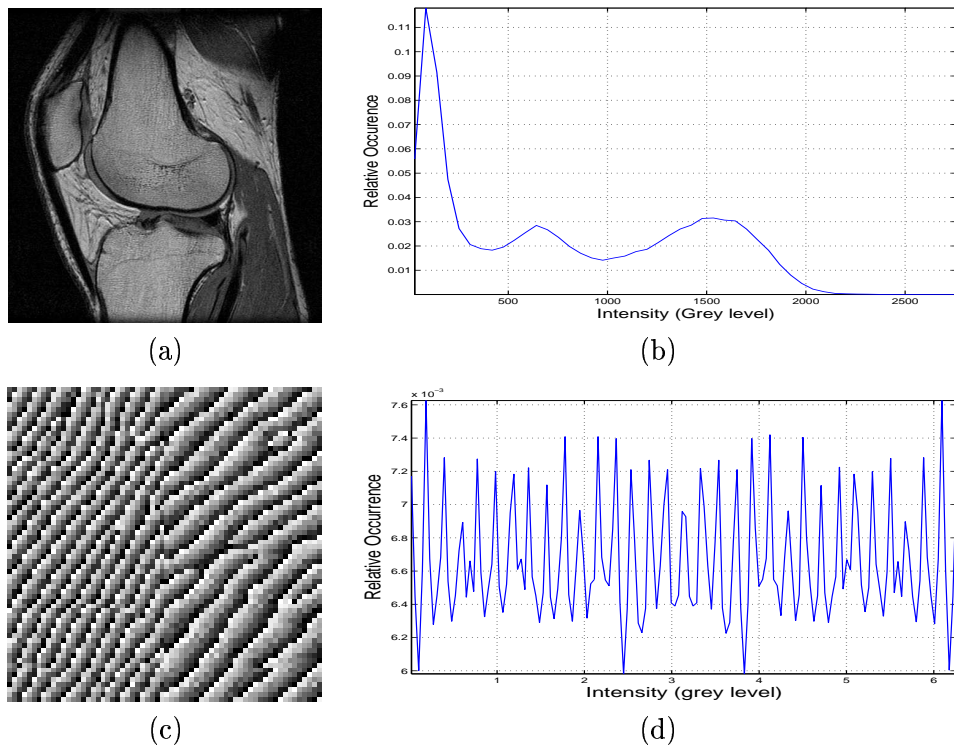 0.11
0.1
0.09
0.08
0.07
0.06
0.05
0.04
0.03
0.02
0.01
Relative Occurence
500 1000 1500 2000 2500
Intensity (Grey level)
(a)
(b)
x 10⁻³
7.6
7.4
7.2
7
6.8
6.6
6.4
6.2
6
Relative Occurrence
1 2 3 4 5 6
Intensity (grey level)
(c)
(d)